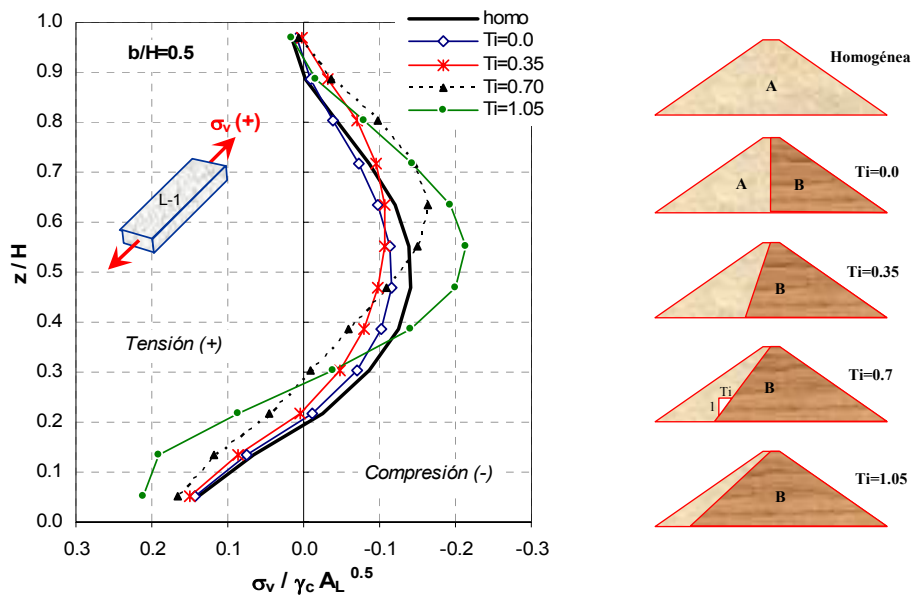 homo
Ti=0.0
Ti=0.35
Ti=0.70
Ti=1.05
b/H=0.5
σv (+)
L-1
Tensión (+)
Compresión (-)
z / H
1.0
0.9
0.8
0.7
0.6
0.5
0.4
0.3
0.2
0.1
0.0
0.3 0.2 0.1 0.0 -0.1 -0.2 -0.3
σv / γc AL 0.5
Homogénea
A
Ti=0.0
A B
Ti=0.35
B
Ti=0.7
Ti
1
B
Ti=1.05
B